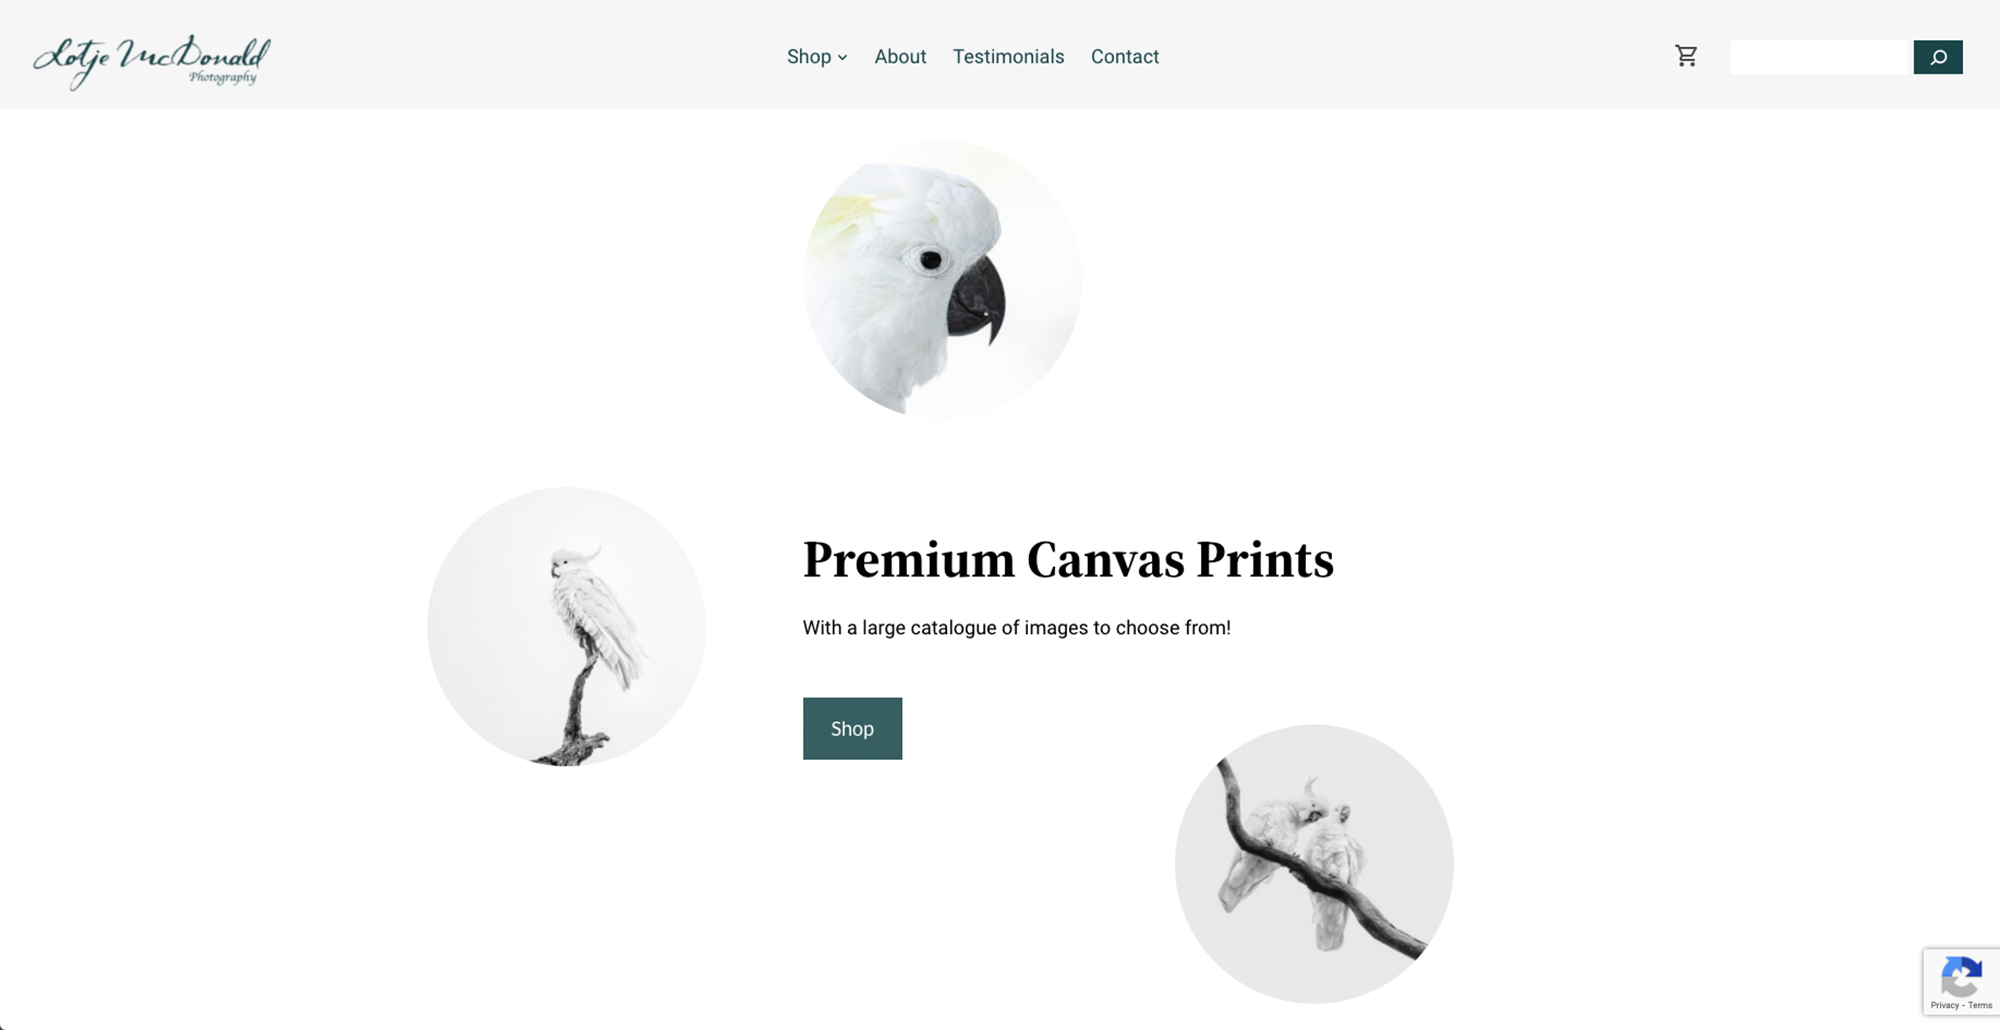 Lotje McDonald
Photography
Shop
About
Testimonials
Contact
Premium Canvas Prints
With a large catalogue of images to choose from!
Shop
Privacy - Terms